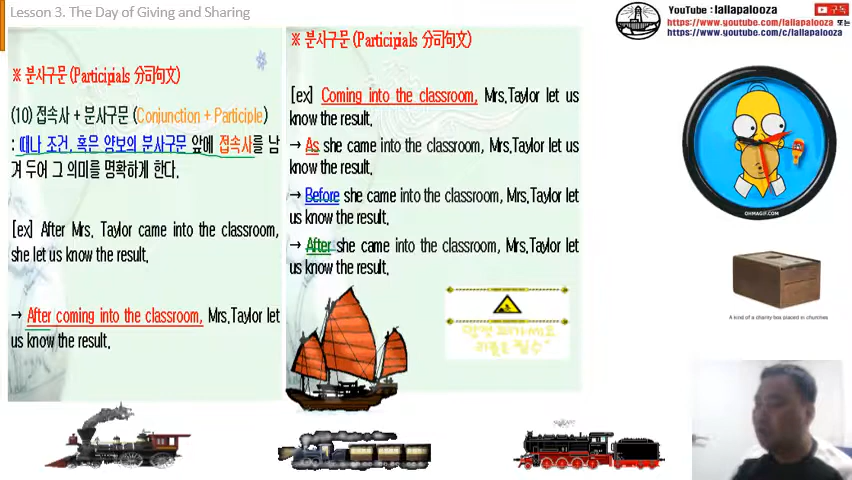 Lesson 3. The Day of Giving and Sharing
※ 분사구문 (Participials 分司句文)
(10) 접속사 + 분사구문 (Conjunction + Participle)
: 때나 조건, 혹은 양보의 분사구문 앞에 접속사를 남
겨 두어 그 의미를 명확하게 한다.
[ex] After Mrs. Taylor came into the classroom,
she let us know the result.
→ After coming into the classroom, Mrs.Taylor let
us know the result.
※ 분사구문 (Participials 分司句文)
[ex] Coming into the classroom, Mrs.Taylor let us
know the result.
→ As she came into the classroom, Mrs.Taylor let us
know the result.
→ Before she came into the classroom, Mrs.Taylor let
us know the result.
→ After she came into the classroom, Mrs.Taylor let
us know the result.
YouTube : lallapalooza
구독
https://www.youtube.com/lallapalooza 또는
https://www.youtube.com/c/lallapalooza
OHMAGIF.COM
A kind of a charity box placed in churches